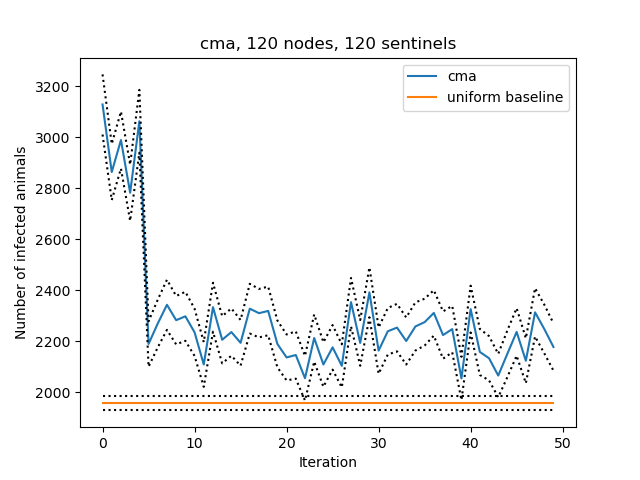 cma, 120 nodes, 120 sentinels
cma
uniform baseline
3200
3000
2800
2600
2400
2200
2000
Number of infected animals
0 10 20 30 40 50
Iteration